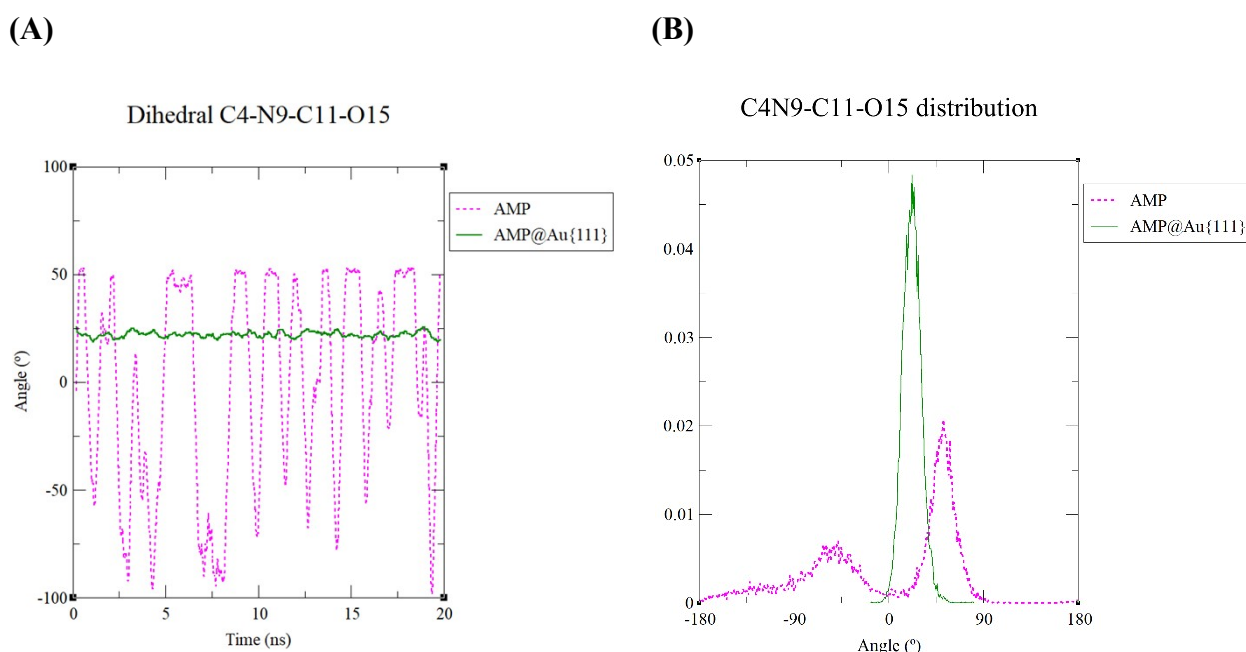 (A)
Dihedral C4-N9-C11-O15
100
50
0
-50
-100
Angle (º)
0
5
10
15
20
Time (ns)
AMP
AMP@Au{111}
(B)
C4N9-C11-O15 distribution
0.05
0.04
0.03
0.02
0.01
0
-180
-90
0
90
180
Angle (º)
AMP
AMP@Au{111}